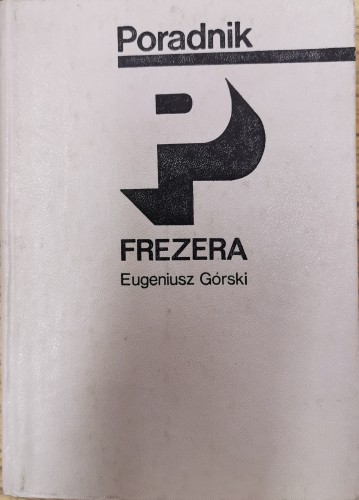 Poradnik
P
FREZERA
Eugeniusz Górski